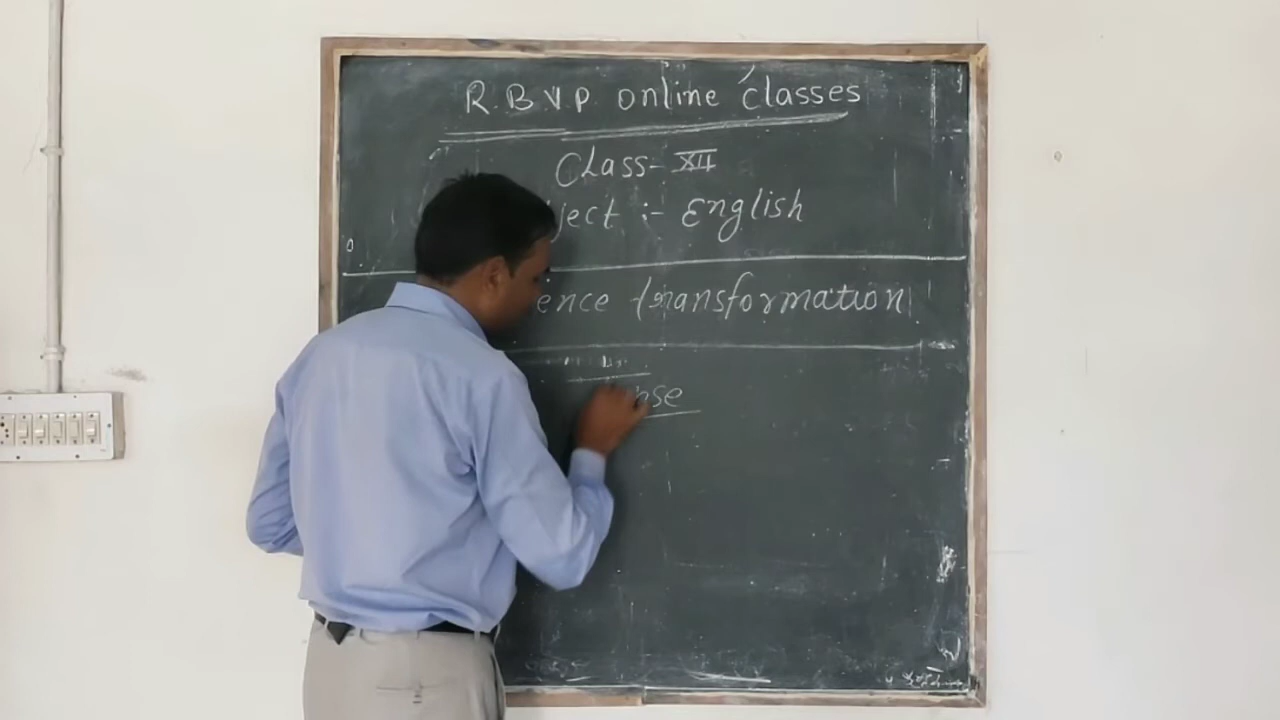 R.B.V.P online classes
Class- XII
ject :- English
ence transformation
nse